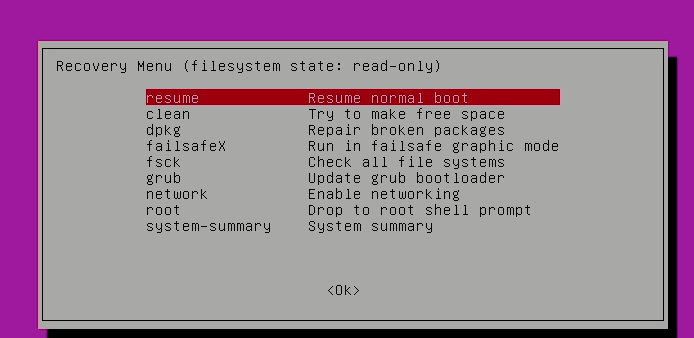 Recovery Menu (filesystem state: read-only)
resume Resume normal boot
clean Try to make free space
dpkg Repair broken packages
failsafeX Run in failsafe graphic mode
fsck Check all file systems
grub Update grub bootloader
network Enable networking
root Drop to root shell prompt
system-summary System summary
<Ok>